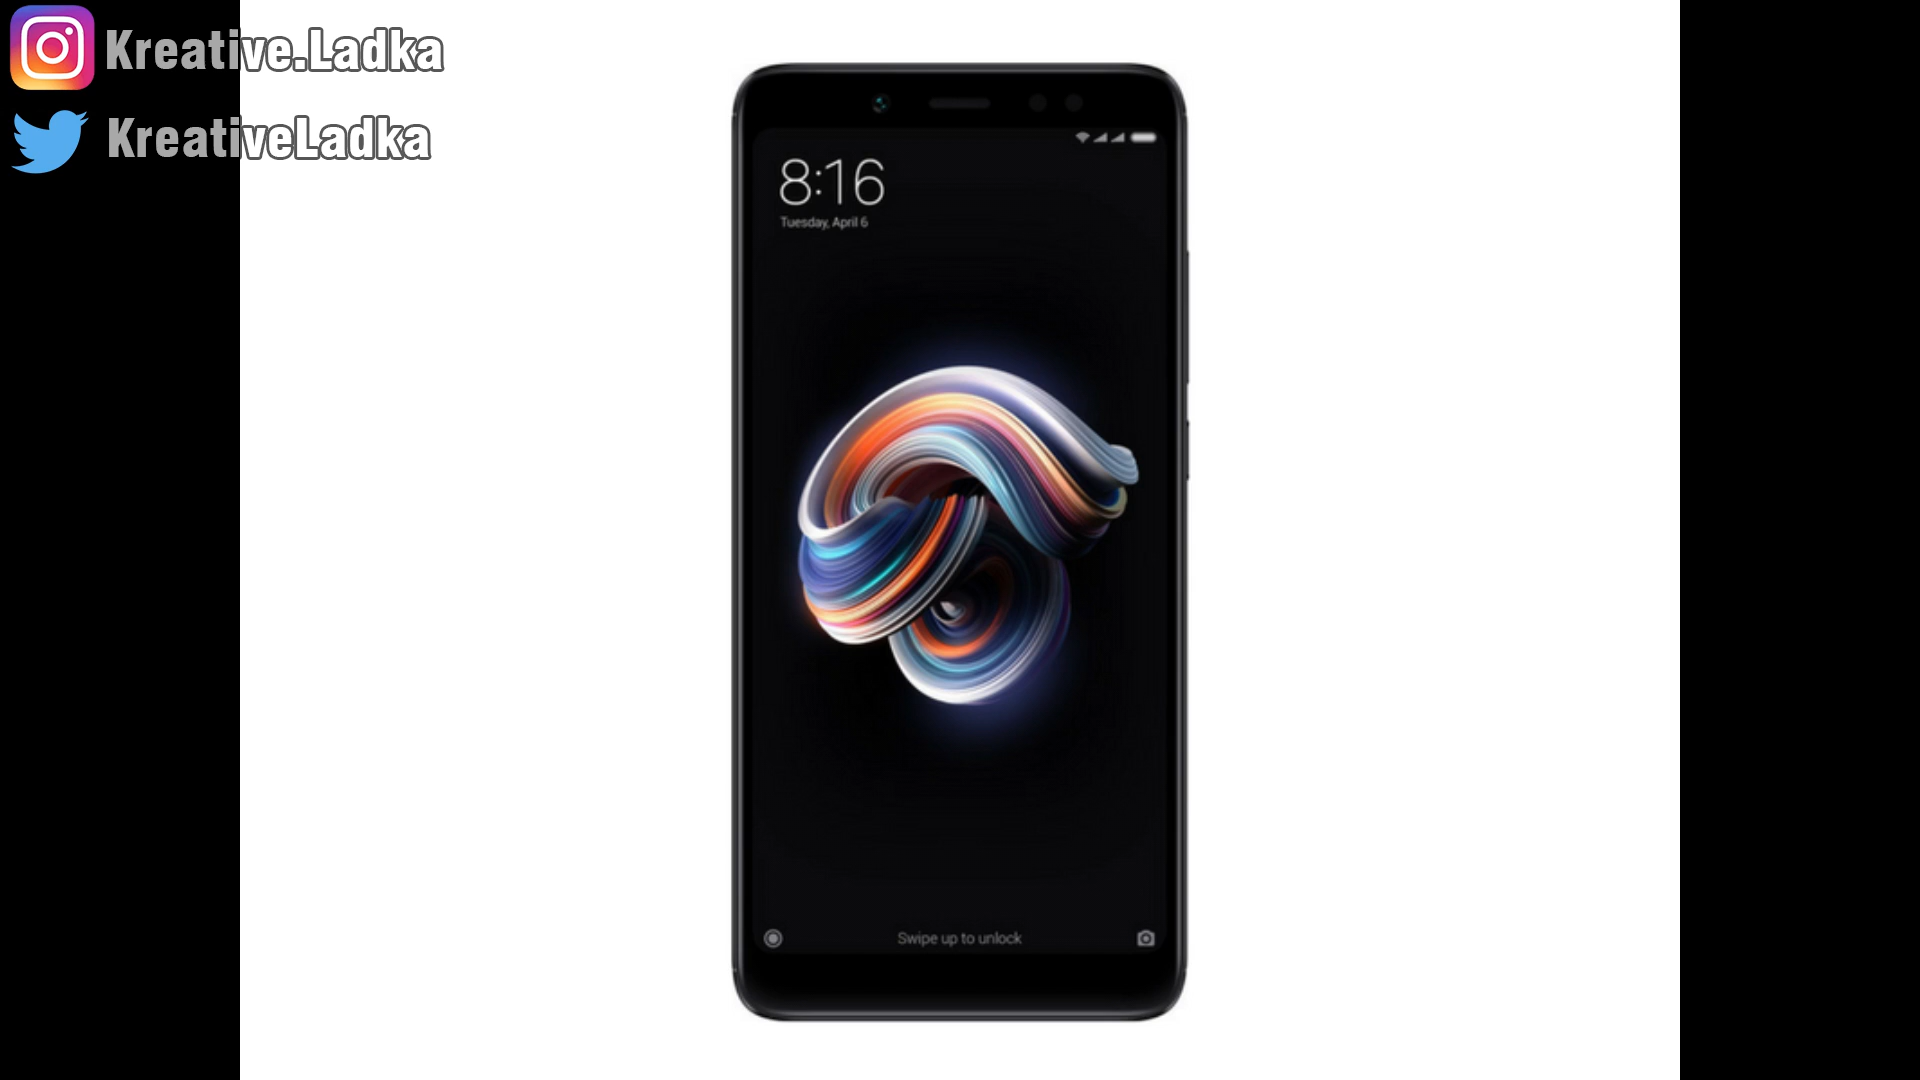 Kreative.Ladka
KreativeLadka
8:16
Tuesday, April 6
Swipe up to unlock